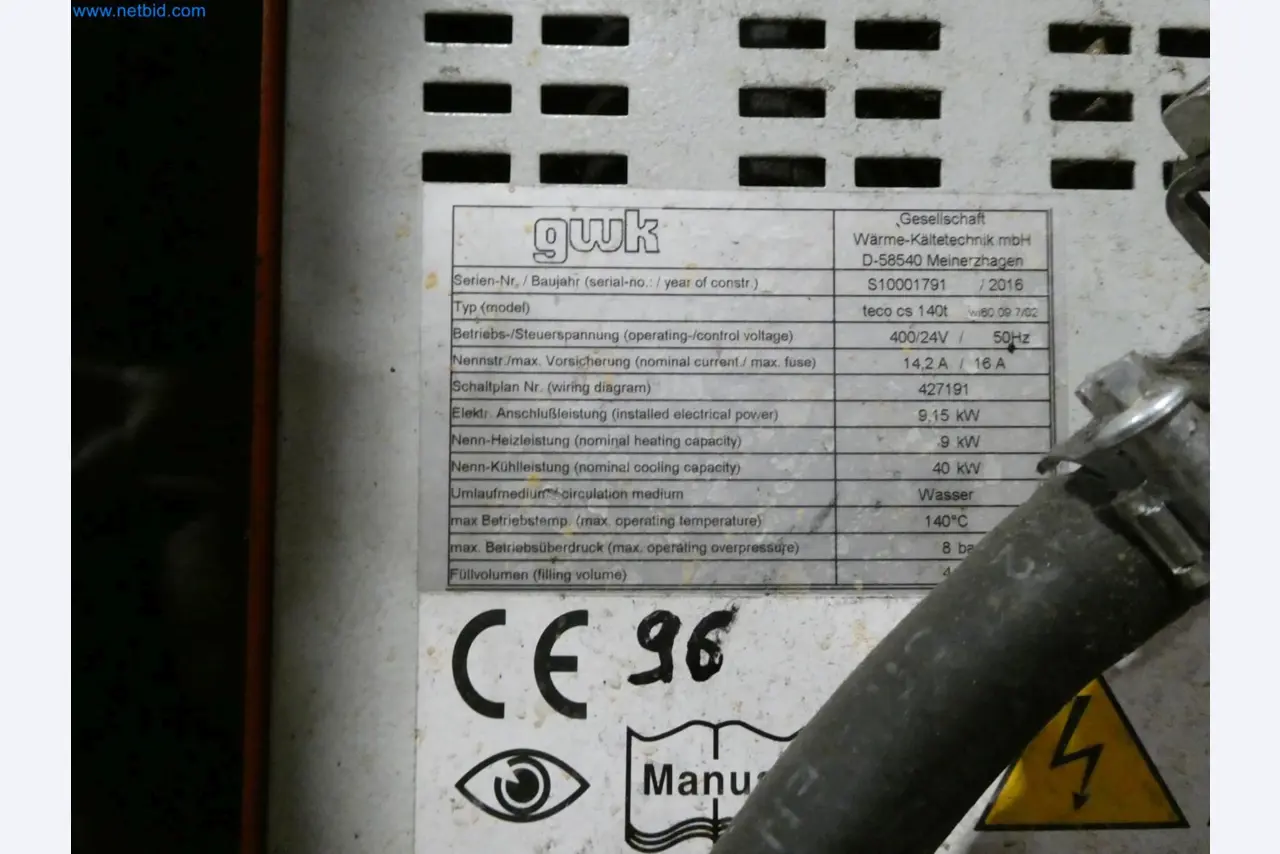 www.netbid.com
gwk
Gesellschaft
Wärme-Kältetechnik mbH
D-58540 Meinerzhagen
Serien-Nr. / Baujahr (serial-no.: / year of constr.) S10001791 / 2016
Typ (model) teco cs 140t
Betriebs-/Steuerspannung (operating-/control voltage) 400/24V / 50Hz
Nennstr./max. Vorsicherung (nominal current / max. fuse) 14,2 A / 16 A
Schaltplan Nr. (wiring diagram) 427191
Elektr. Anschlußleistung (installed electrical power) 9,15 kW
Nenn-Heizleistung (nominal heating capacity) 9 kW
Nenn-Kühlleistung (nominal cooling capacity) 40 kW
Umlaufmedium / circulation medium Wasser
max Betriebstemp. (max. operating temperature) 140°C
max. Betriebsüberdruck (max. operating overpressure) 8 ba
Füllvolumen (filling volume)
CE 96
Manu